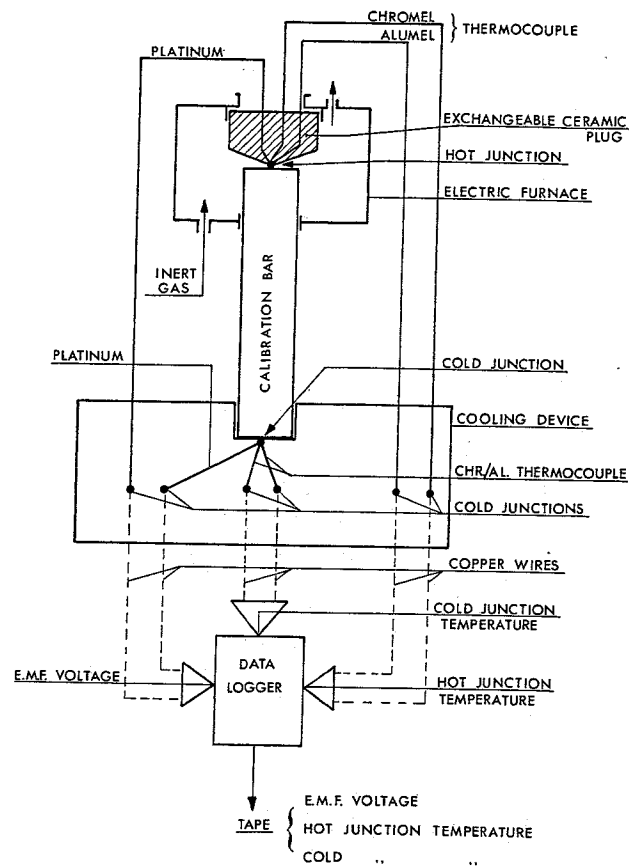 CHROMEL
ALUMEL
THERMOCOUPLE
PLATINUM
EXCHANGEABLE CERAMIC
PLUG
HOT JUNCTION
ELECTRIC FURNACE
INERT
GAS
CALIBRATION BAR
PLATINUM
COLD JUNCTION
COOLING DEVICE
CHR/AL. THERMOCOUPLE
COLD JUNCTIONS
COPPER WIRES
COLD JUNCTION
TEMPERATURE
DATA
LOGGER
E.M.F. VOLTAGE
HOT JUNCTION
TEMPERATURE
TAPE
E.M.F. VOLTAGE
HOT JUNCTION TEMPERATURE
COLD ,, ,,